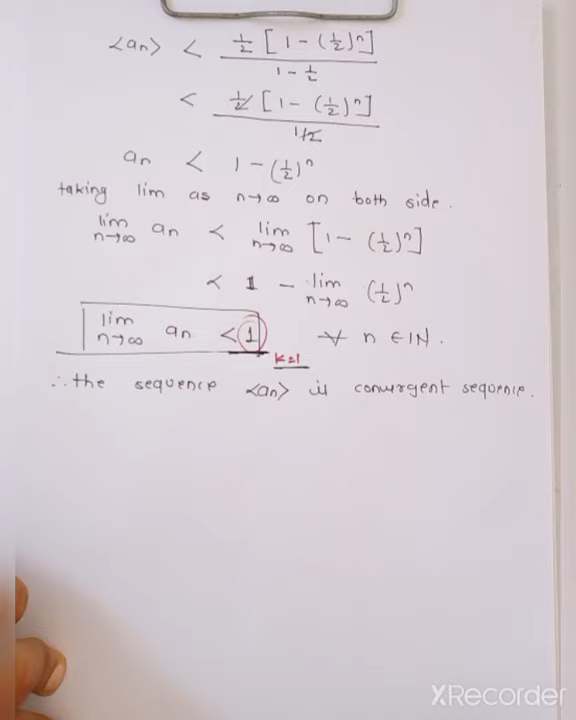 <an> < 1/2 [1 - (1/2)^n] / 1 - 1/2
< 1/2 [1 - (1/2)^n] / 1/2
an < 1 - (1/2)^n
taking lim as n→∞ on both side.
lim n→∞ an < lim n→∞ [1 - (1/2)^n]
< 1 - lim n→∞ (1/2)^n
lim n→∞ an < 1 ∀ n ∈ IN.
k=1
∴ the sequence <an> is convergent sequence.
XRecorder